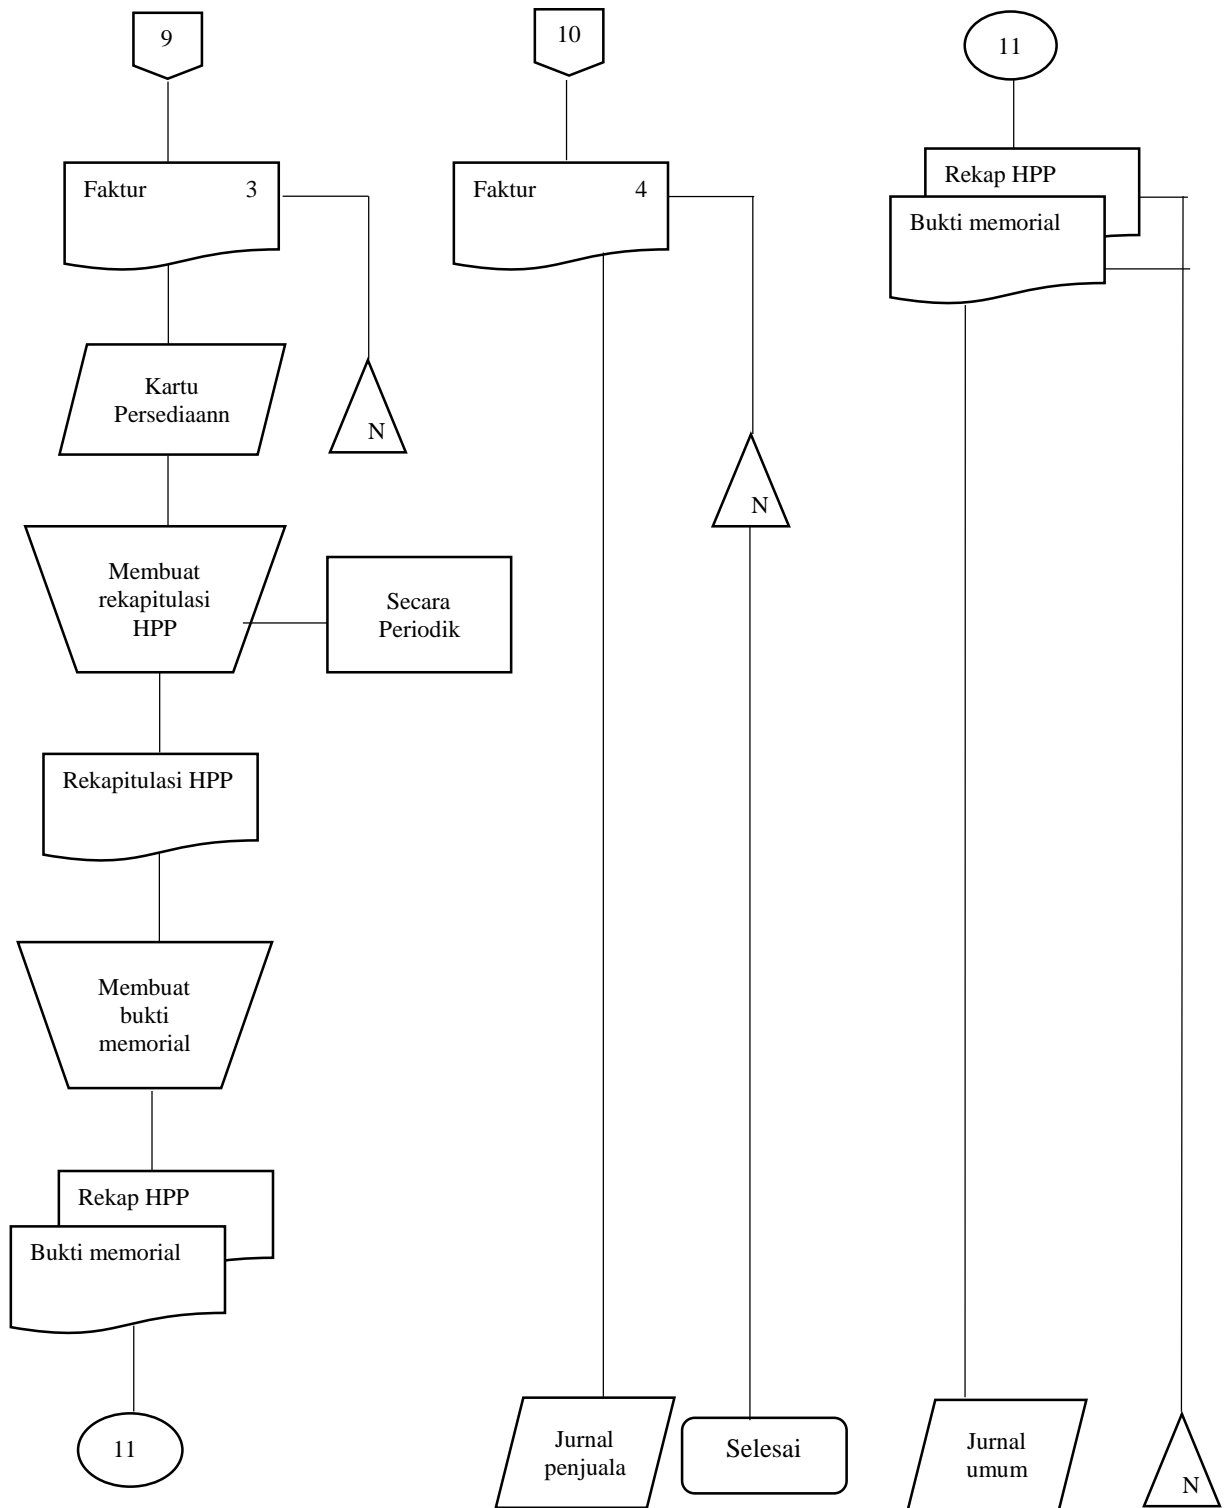 9
Faktur 3
Kartu
Persediaann
N
Membuat
rekapitulasi
HPP
Secara
Periodik
Rekapitulasi HPP
Membuat
bukti
memorial
Rekap HPP
Bukti memorial
11
10
Faktur 4
N
Jurnal
penjuala
Selesai
11
Rekap HPP
Bukti memorial
Jurnal
umum
N